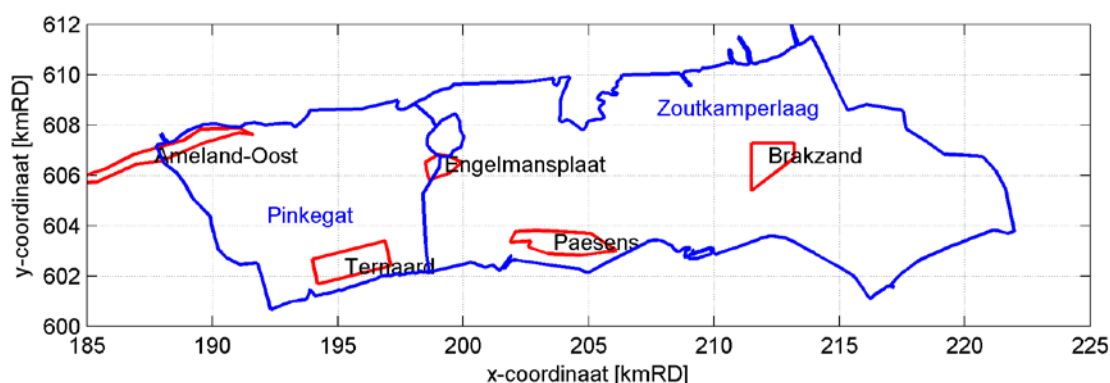 612
610
608
606
604
602
600
y-coordinaat [kmRD]
Zoutkamperlaag
Ameland-Oost
Engelmansplaat
Brakzand
Pinkegat
Paesens
Ternaard
185 190 195 200 205 210 215 220 225
x-coordinaat [kmRD]